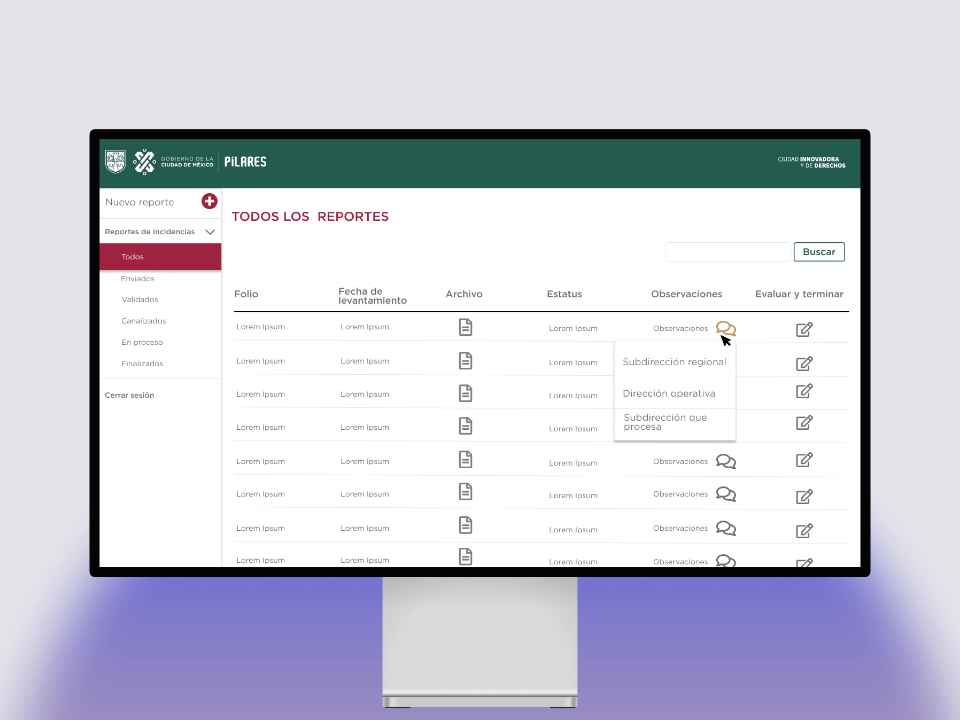 GOBIERNO DE LA
CIUDAD DE MÉXICO
PiLARES
CIUDAD INNOVADORA
Y DE DERECHOS
Nuevo reporte
Reportes de incidencias
Todos
Enviados
Validados
Canalizados
En proceso
Finalizados
Cerrar sesión
TODOS LOS REPORTES
Buscar
Folio
Fecha de
levantamiento
Archivo
Estatus
Observaciones
Evaluar y terminar
Lorem Ipsum Lorem Ipsum Lorem Ipsum Observaciones
Subdirección regional
Dirección operativa
Subdirección que
procesa
Lorem Ipsum Lorem Ipsum Lorem Ipsum
Lorem Ipsum Lorem Ipsum Lorem Ipsum
Lorem Ipsum Lorem Ipsum Lorem Ipsum
Lorem Ipsum Lorem Ipsum Lorem Ipsum Observaciones
Lorem Ipsum Lorem Ipsum Lorem Ipsum Observaciones
Lorem Ipsum Lorem Ipsum Lorem Ipsum Observaciones
Lorem Ipsum Lorem Ipsum Lorem Ipsum Observaciones